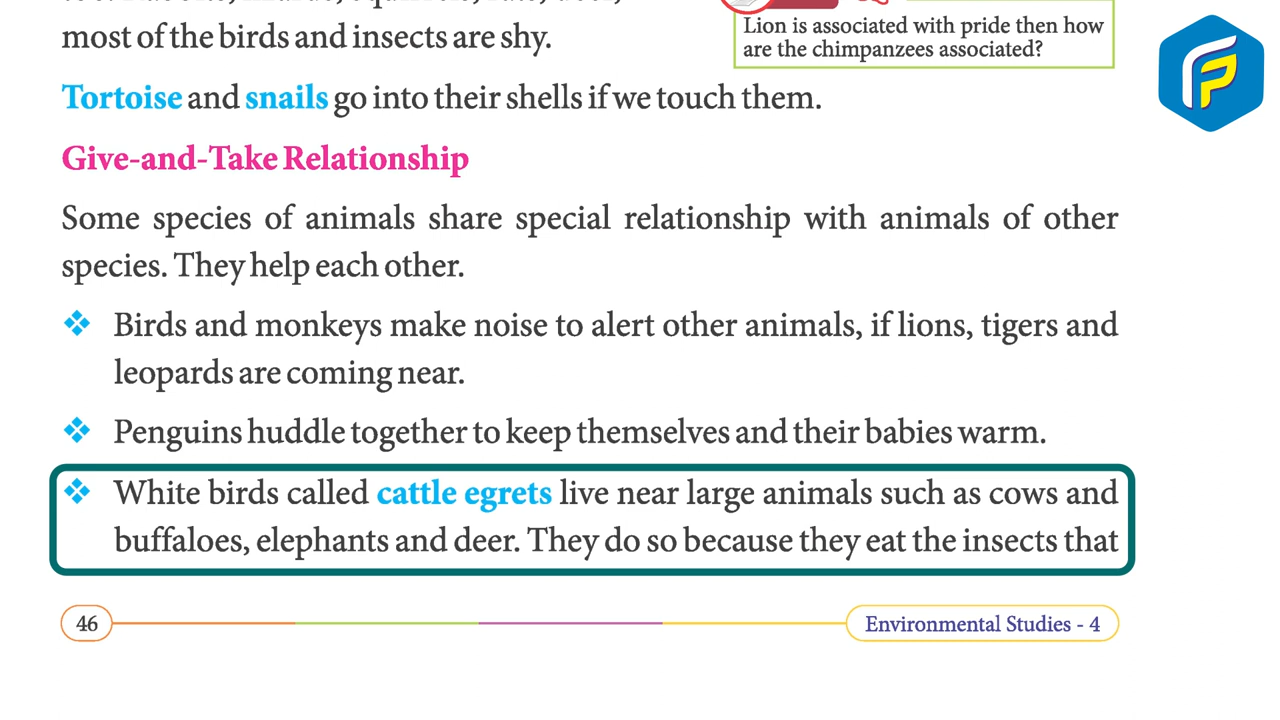 most of the birds and insects are shy.
Lion is associated with pride then how
are the chimpanzees associated?
Tortoise and snails go into their shells if we touch them.
Give-and-Take Relationship
Some species of animals share special relationship with animals of other
species. They help each other.
❖ Birds and monkeys make noise to alert other animals, if lions, tigers and
leopards are coming near.
❖ Penguins huddle together to keep themselves and their babies warm.
❖ White birds called cattle egrets live near large animals such as cows and
buffaloes, elephants and deer. They do so because they eat the insects that
46
Environmental Studies - 4